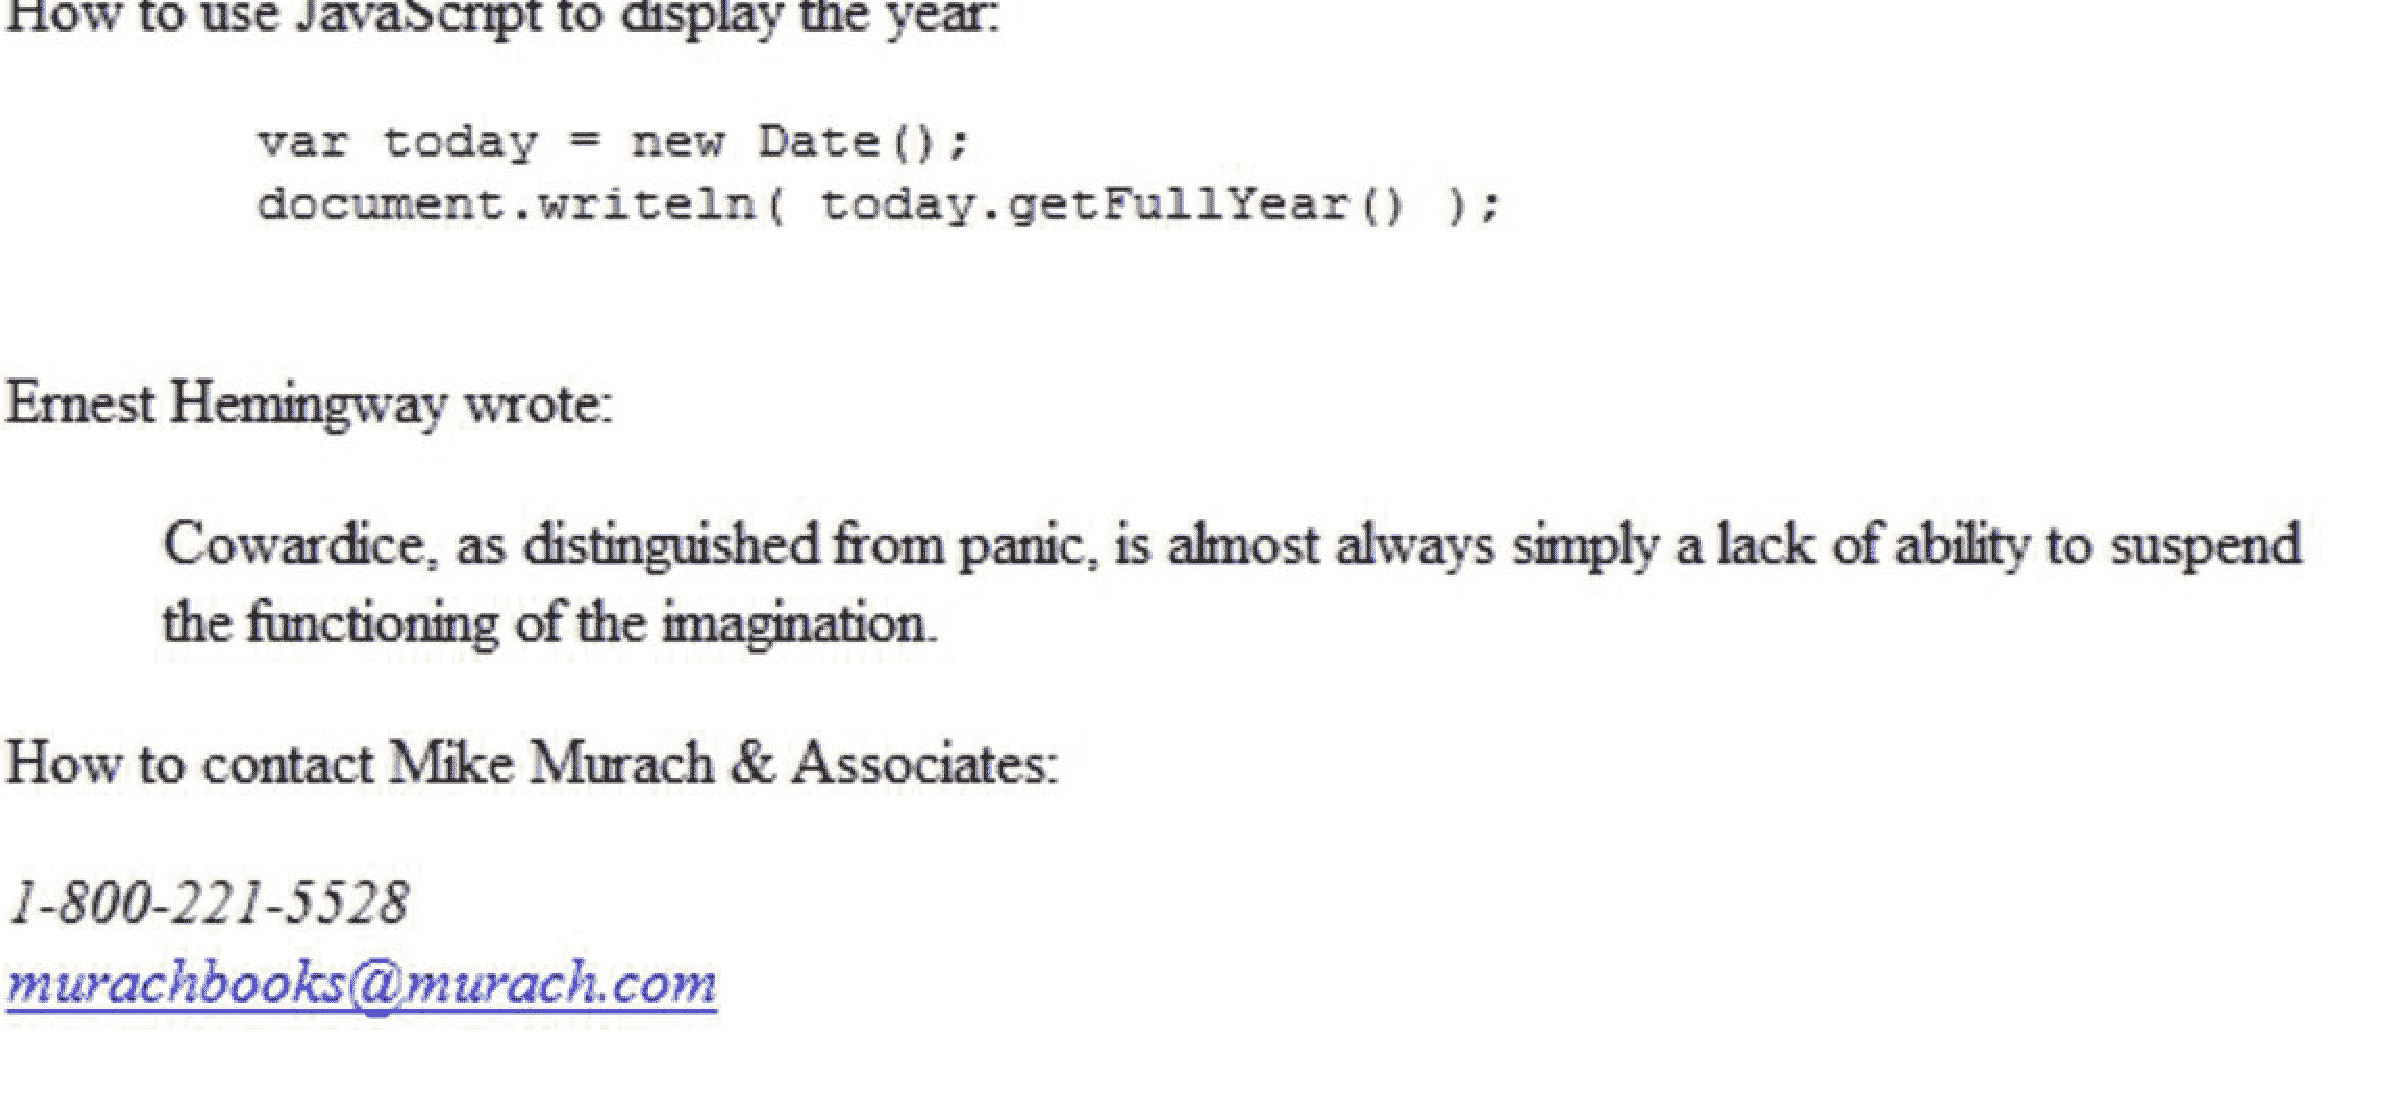 How to use JavaScript to display the year:
var today = new Date();
document.writeln( today.getFullYear() );
Ernest Hemingway wrote:
Cowardice, as distinguished from panic, is almost always simply a lack of ability to suspend
the functioning of the imagination.
How to contact Mike Murach & Associates:
1-800-221-5528
murachbooks@murach.com